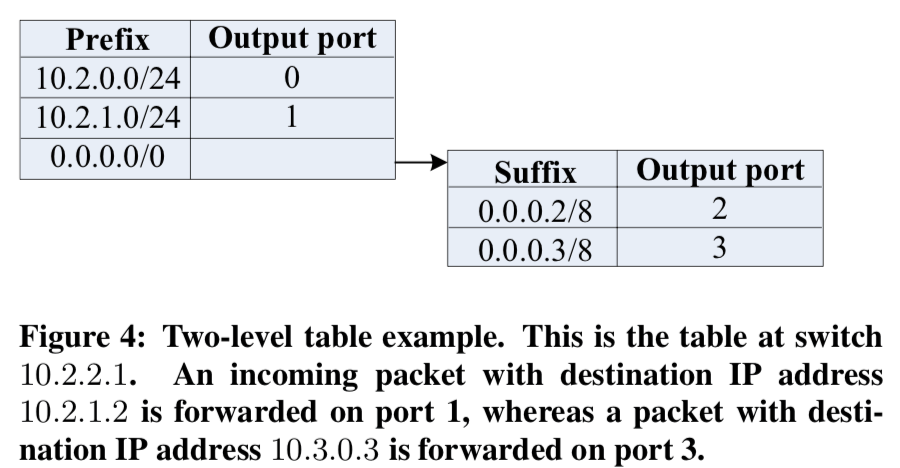 Prefix Output port
10.2.0.0/24 0
10.2.1.0/24 1
0.0.0.0/0
Suffix Output port
0.0.0.2/8 2
0.0.0.3/8 3
Figure 4: Two-level table example. This is the table at switch
10.2.2.1. An incoming packet with destination IP address
10.2.1.2 is forwarded on port 1, whereas a packet with desti-
nation IP address 10.3.0.3 is forwarded on port 3.